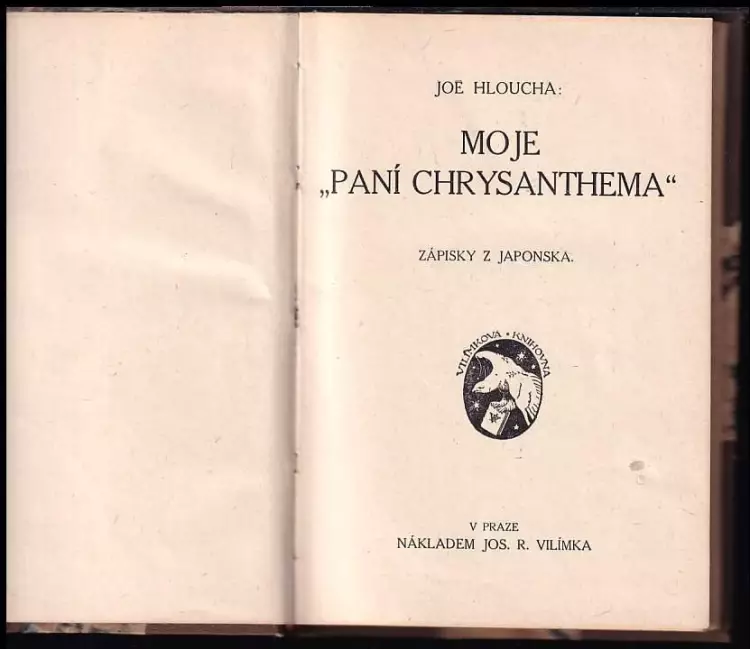 JOE HLOUCHA:
MOJE
„PANÍ CHRYSANTHEMA“
ZÁPISKY Z JAPONSKA.
VILÍMKOVA · KNIHOVNA
V PRAZE
NÁKLADEM JOS. R. VILÍMKA